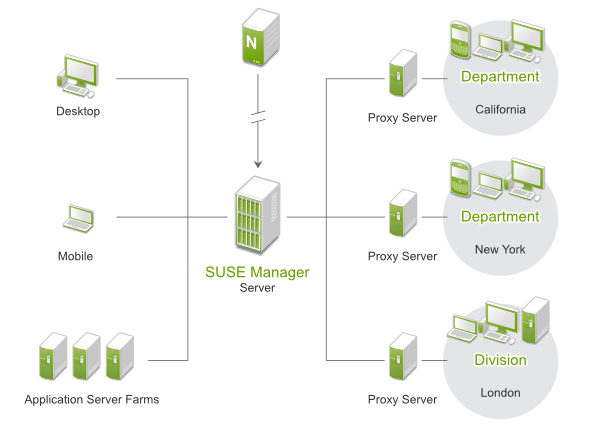 N
Desktop
Proxy Server
Department
California
Mobile
SUSE Manager
Server
Proxy Server
Department
New York
Application Server Farms
Proxy Server
Division
London